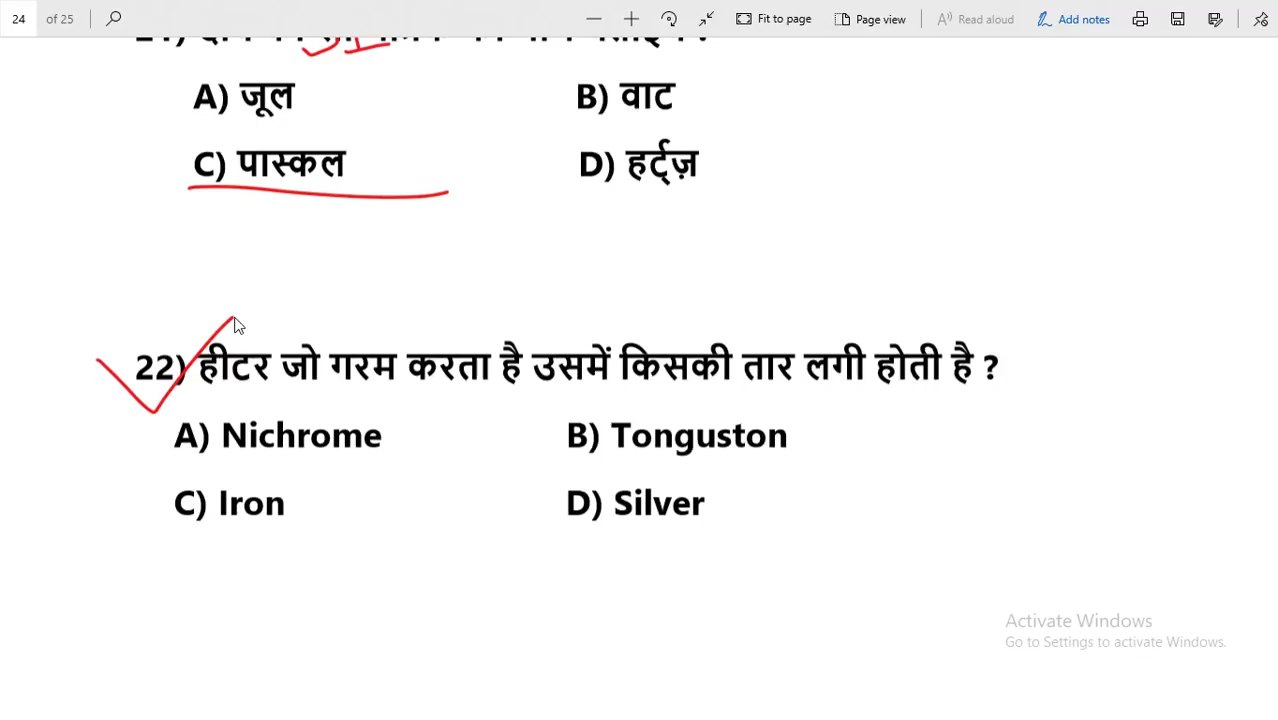 24 of 25 Fit to page Page view Read aloud Add notes
A) जूल B) वाट
C) पास्कल D) हर्ट्ज़
22) हीटर जो गरम करता है उसमें किसकी तार लगी होती है ?
A) Nichrome B) Tonguston
C) Iron D) Silver
Activate Windows
Go to Settings to activate Windows.